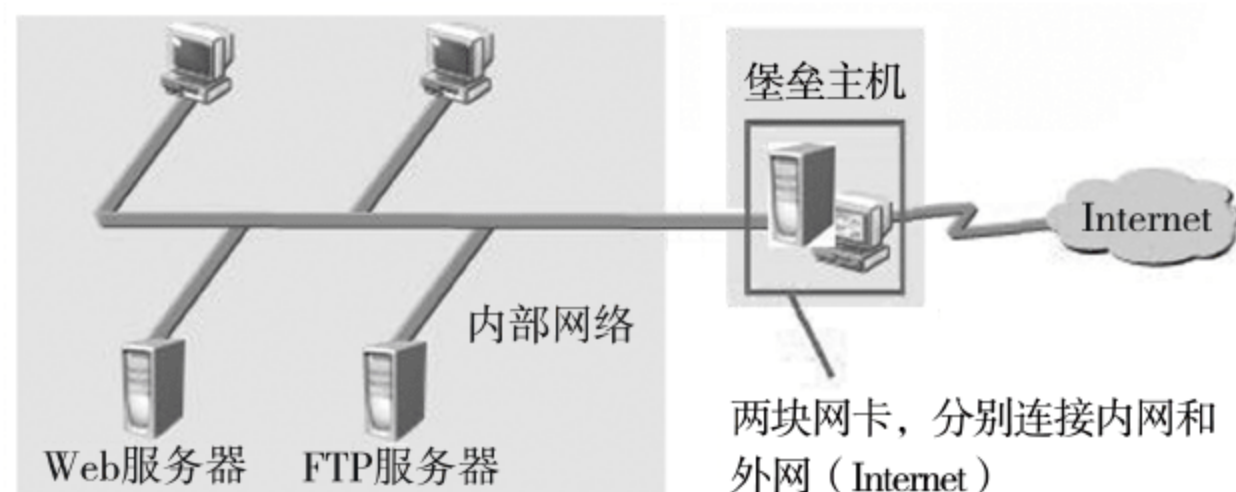 堡垒主机
Internet
内部网络
Web服务器
FTP服务器
两块网卡，分别连接内网和
外网（Internet）